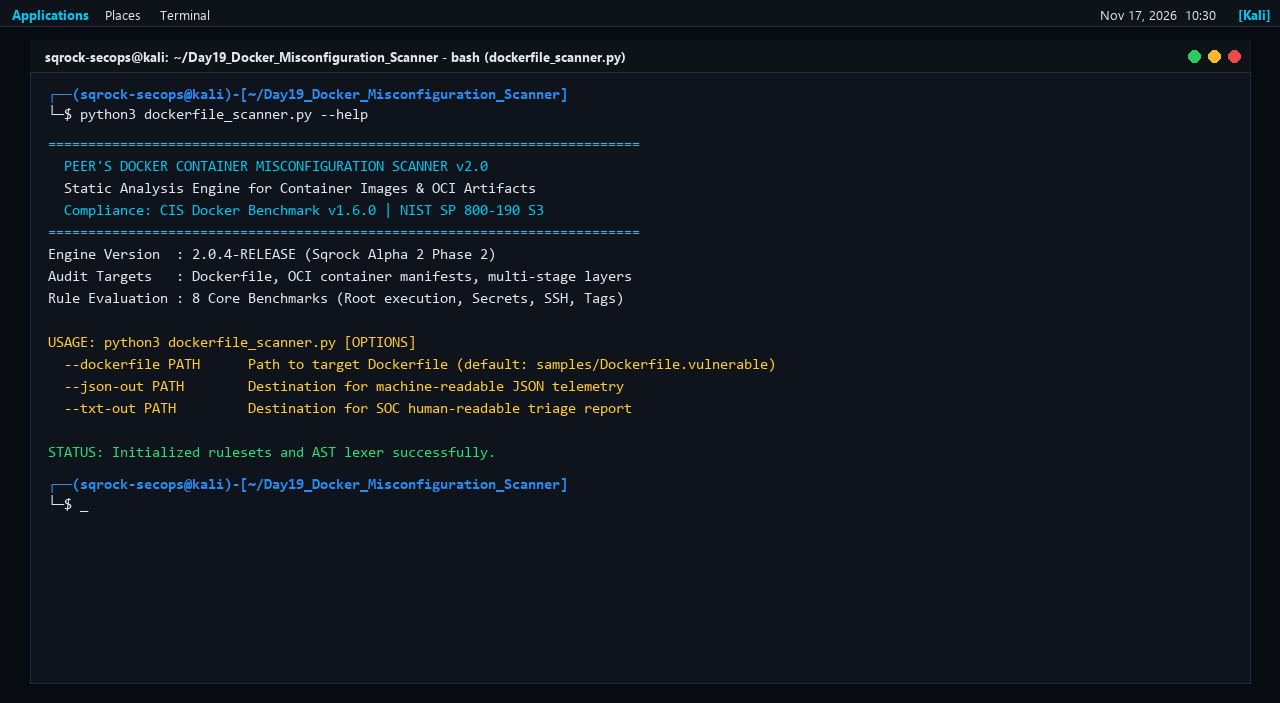 Applications Places Terminal Nov 17, 2026 10:30 [Kali]
sqrock-secops@kali: ~/Day19_Docker_Misconfiguration_Scanner - bash (dockerfile_scanner.py)
┌──(sqrock-secops@kali)-[~/Day19_Docker_Misconfiguration_Scanner]
└─$ python3 dockerfile_scanner.py --help
==========================================================================
PEER'S DOCKER CONTAINER MISCONFIGURATION SCANNER v2.0
Static Analysis Engine for Container Images & OCI Artifacts
Compliance: CIS Docker Benchmark v1.6.0 | NIST SP 800-190 S3
==========================================================================
Engine Version  : 2.0.4-RELEASE (Sqrock Alpha 2 Phase 2)
Audit Targets   : Dockerfile, OCI container manifests, multi-stage layers
Rule Evaluation : 8 Core Benchmarks (Root execution, Secrets, SSH, Tags)
USAGE: python3 dockerfile_scanner.py [OPTIONS]
--dockerfile PATH      Path to target Dockerfile (default: samples/Dockerfile.vulnerable)
--json-out PATH        Destination for machine-readable JSON telemetry
--txt-out PATH         Destination for SOC human-readable triage report
STATUS: Initialized rulesets and AST lexer successfully.
┌──(sqrock-secops@kali)-[~/Day19_Docker_Misconfiguration_Scanner]
└─$ _